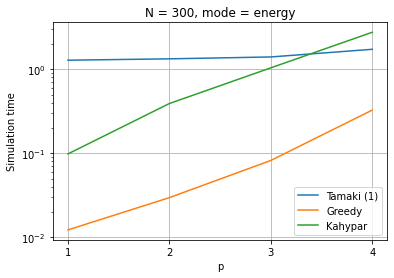 N = 300, mode = energy
Simulation time
10⁰
10⁻¹
10⁻²
1 2 3 4
p
Tamaki (1)
Greedy
Kahypar